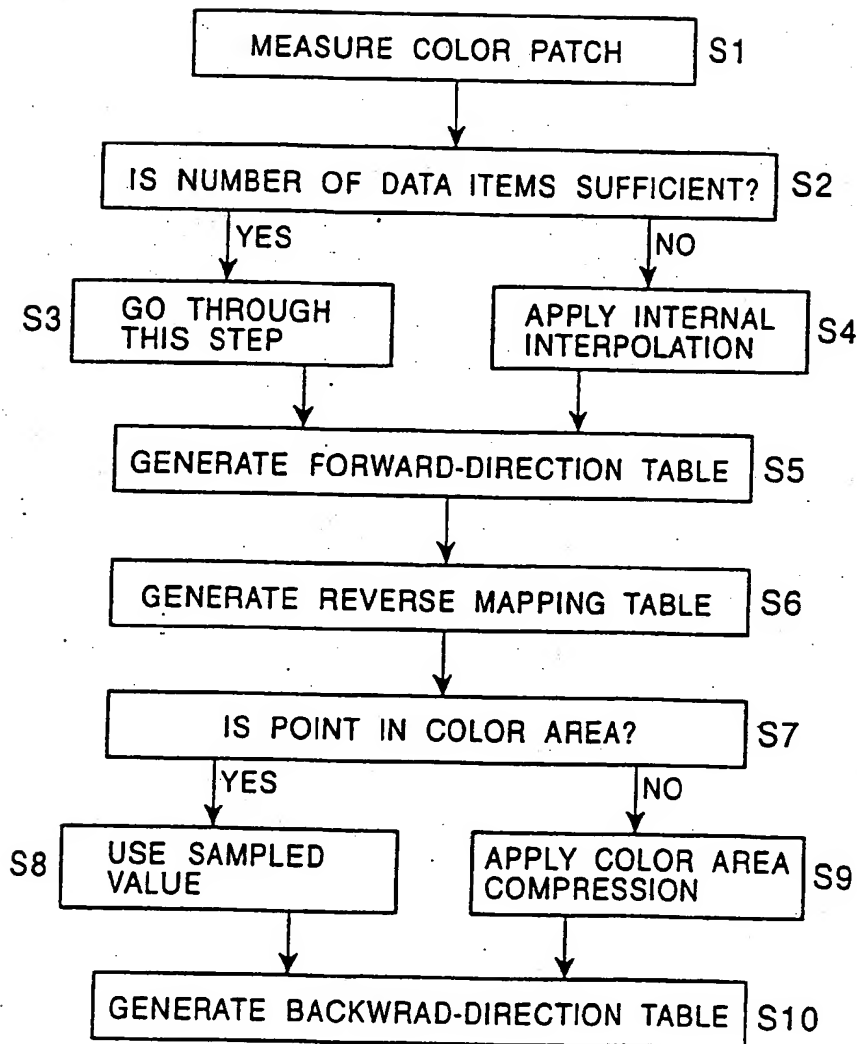 MEASURE COLOR PATCH S1
IS NUMBER OF DATA ITEMS SUFFICIENT? S2
YES NO
S3 GO THROUGH
THIS STEP
APPLY INTERNAL
INTERPOLATION S4
GENERATE FORWARD-DIRECTION TABLE S5
GENERATE REVERSE MAPPING TABLE S6
IS POINT IN COLOR AREA? S7
YES NO
S8 USE SAMPLED
VALUE
APPLY COLOR AREA
COMPRESSION S9
GENERATE BACKWRAD-DIRECTION TABLE S10